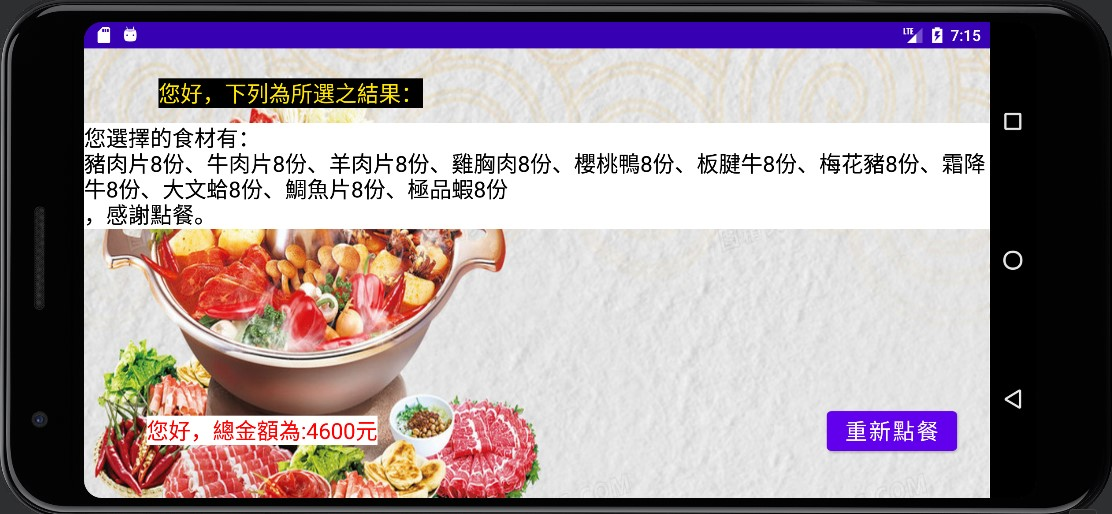 LTE 7:15
您好，下列為所選之結果：
您選擇的食材有：
豬肉片8份、牛肉片8份、羊肉片8份、雞胸肉8份、櫻桃鴨8份、板腱牛8份、梅花豬8份、霜降
牛8份、大文蛤8份、鯛魚片8份、極品蝦8份
，感謝點餐。
您好，總金額為:4600元
重新點餐